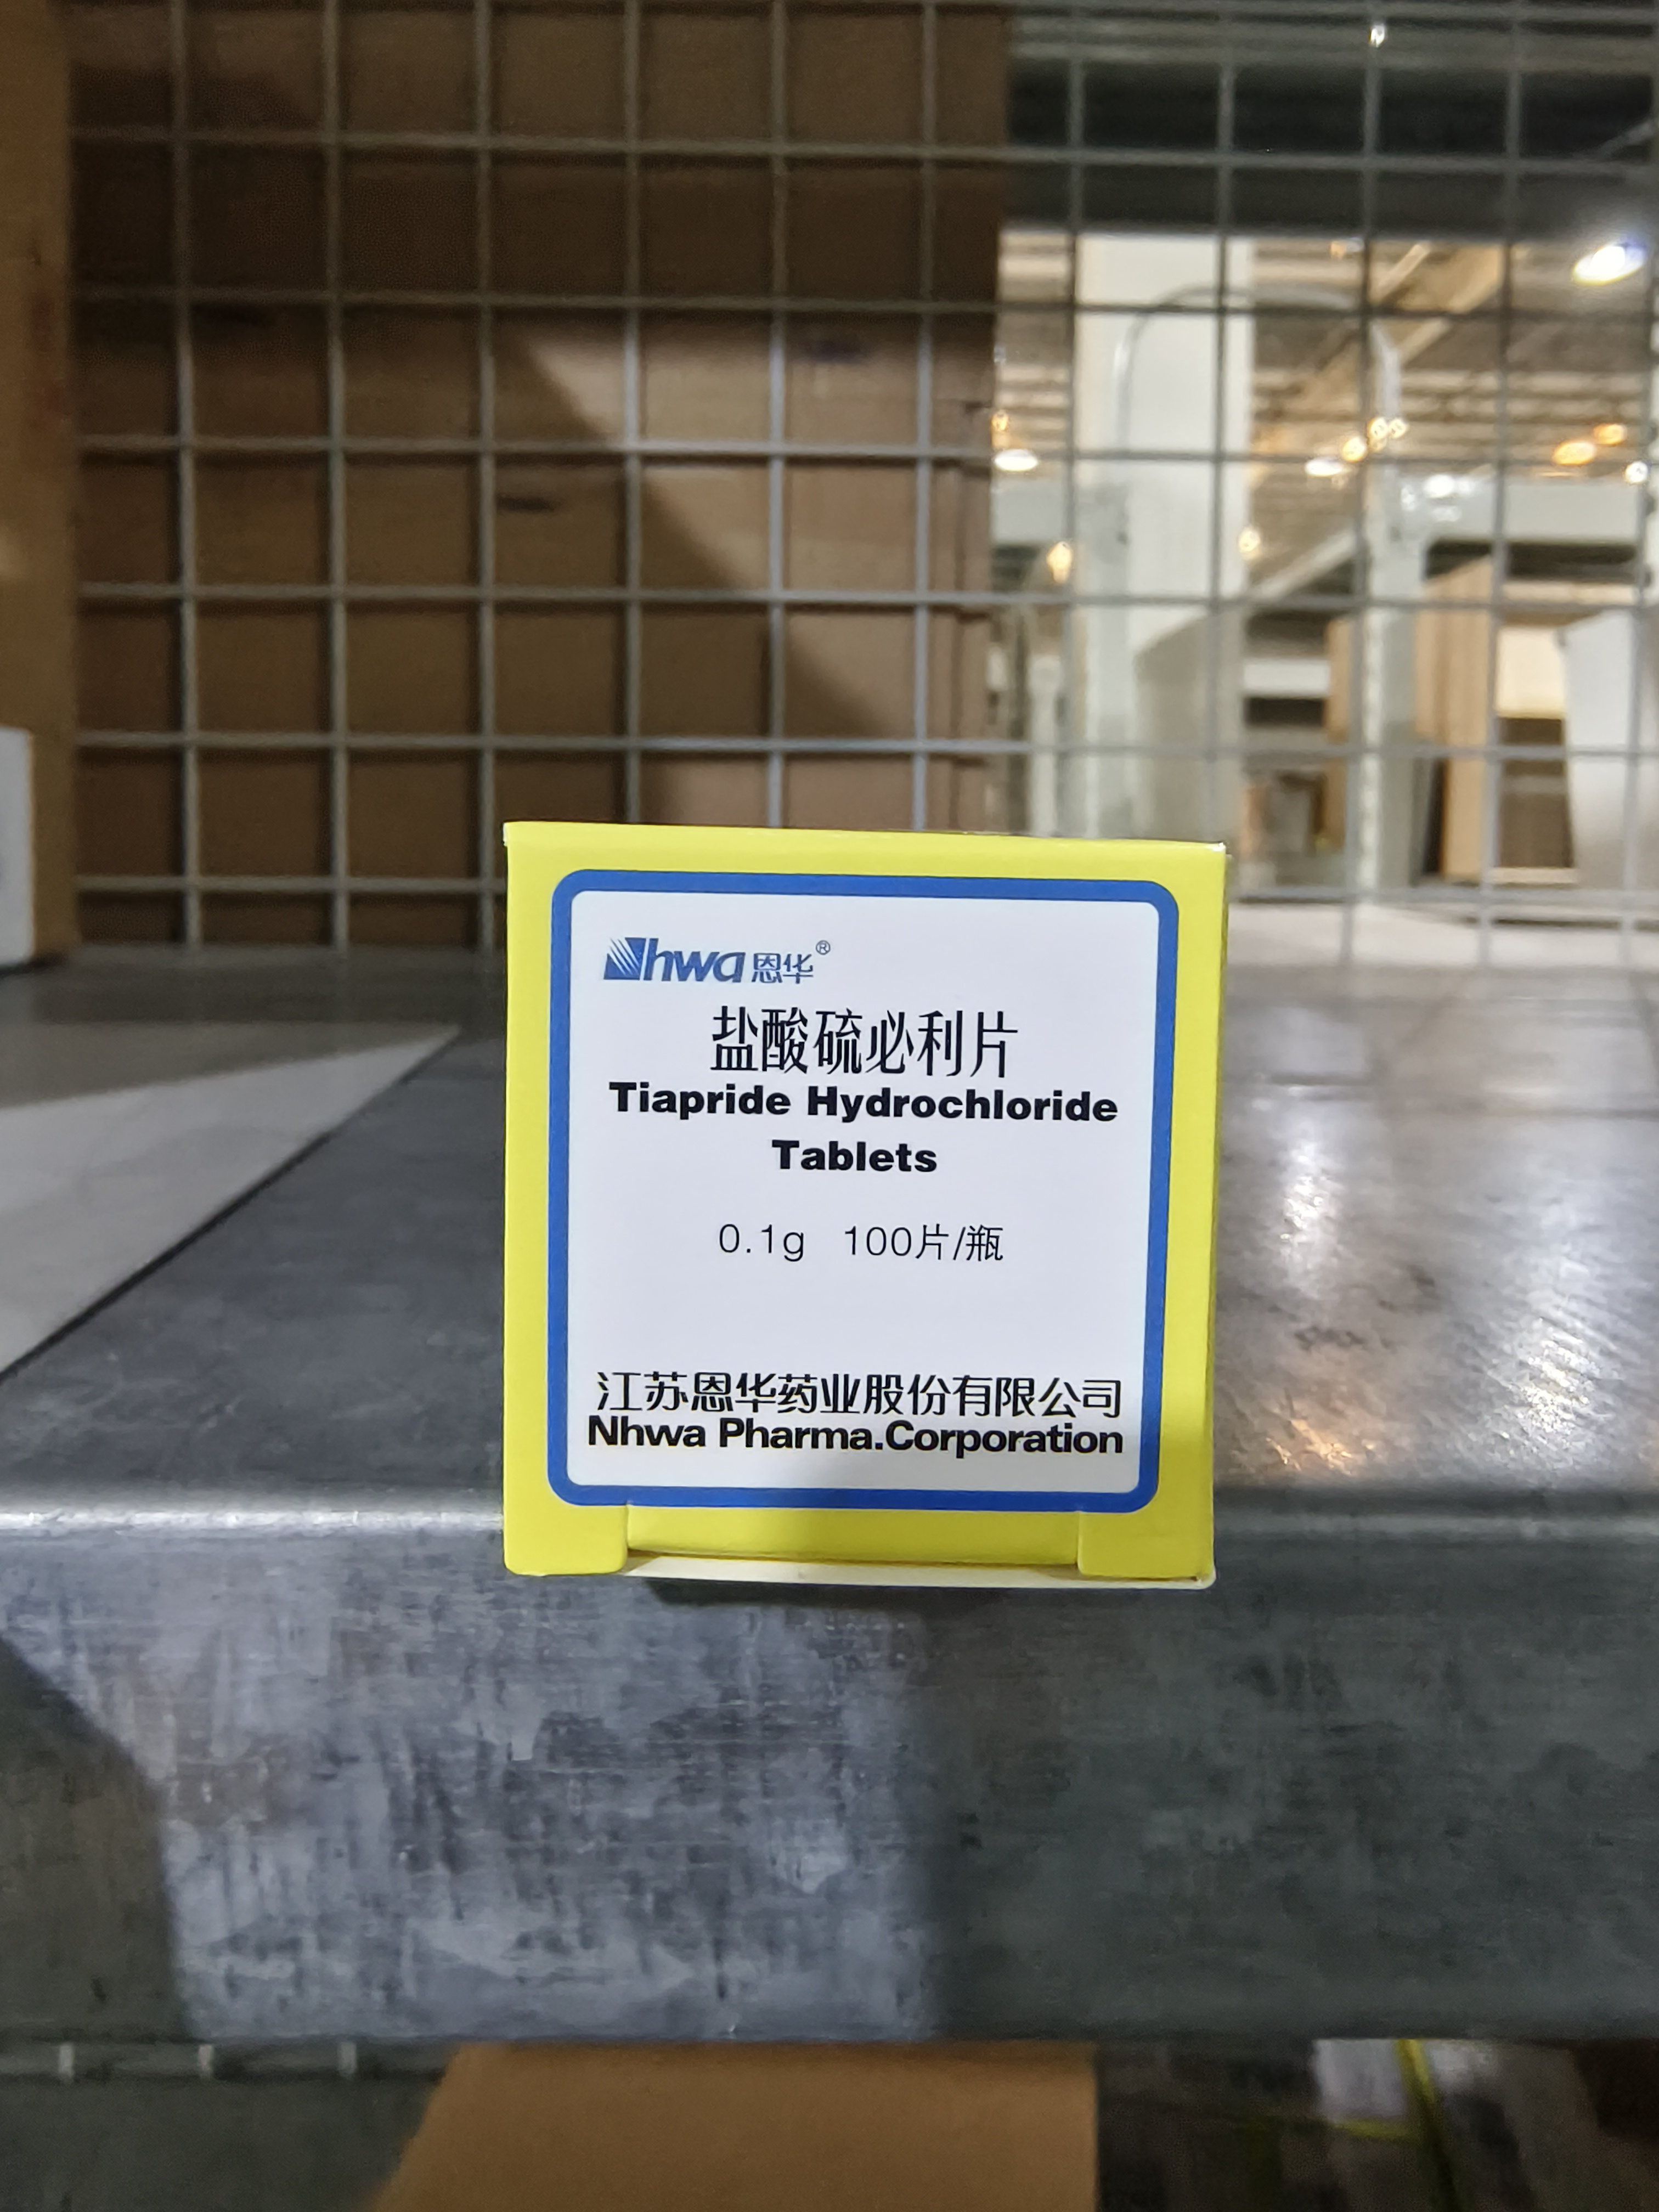 Nhwa恩华®
盐酸硫必利片
Tiapride Hydrochloride
Tablets
0.1g 100片/瓶
江苏恩华药业股份有限公司
Nhwa Pharma.Corporation